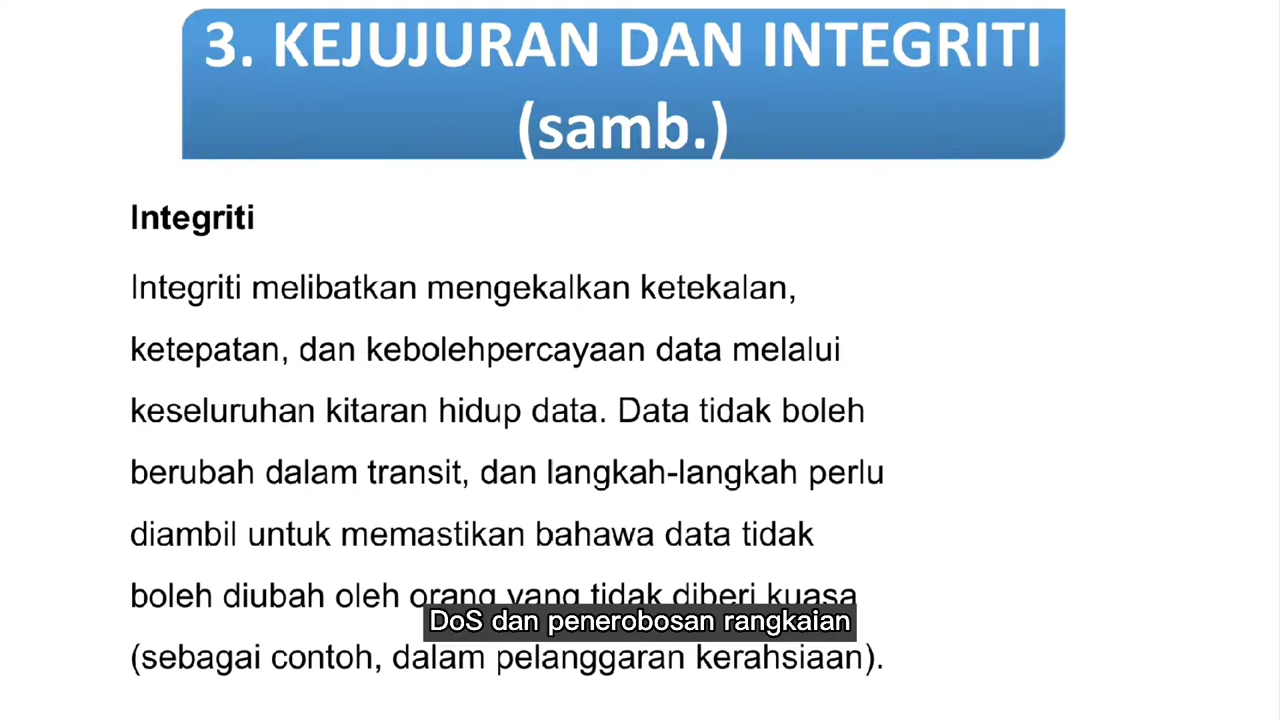 3. KEJUJURAN DAN INTEGRITI
(samb.)
Integriti
Integriti melibatkan mengekalkan ketekalan,
ketepatan, dan kebolehpercayaan data melalui
keseluruhan kitaran hidup data. Data tidak boleh
berubah dalam transit, dan langkah-langkah perlu
diambil untuk memastikan bahawa data tidak
boleh diubah oleh orang yang tidak diberi kuasa
DoS dan penerobosan rangkaian
(sebagai contoh, dalam pelanggaran kerahsiaan).